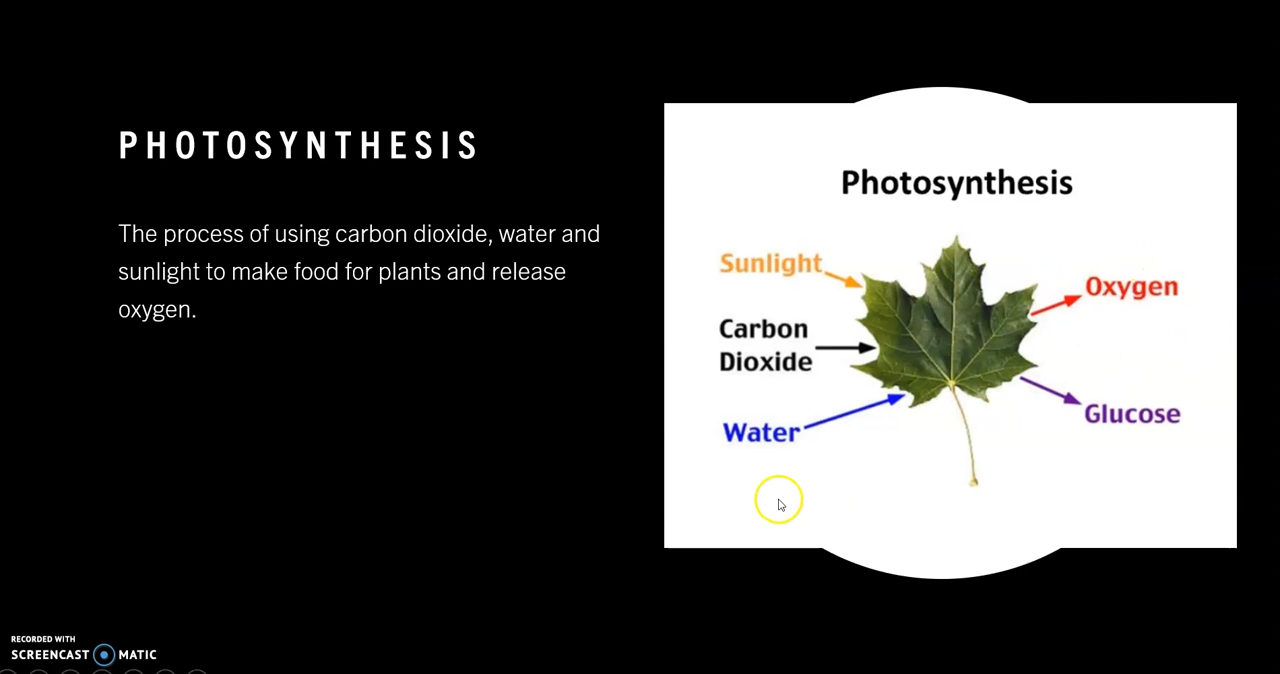 PHOTOSYNTHESIS
The process of using carbon dioxide, water and
sunlight to make food for plants and release
oxygen.
Photosynthesis
Sunlight
Carbon
Dioxide
Water
Oxygen
Glucose
RECORDED WITH
SCREENCAST MATIC